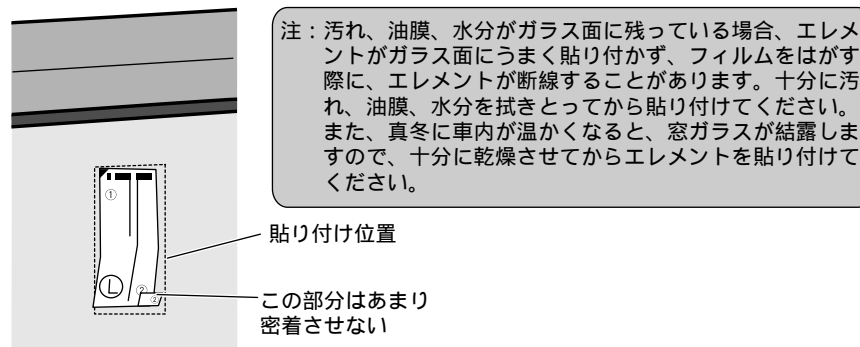 注：汚れ、油膜、水分がガラス面に残っている場合、エレメ
ントがガラス面にうまく貼り付かず、フィルムをはがす
際に、エレメントが断線することがあります。十分に汚
れ、油膜、水分を拭きとってから貼り付けてください。
また、真冬に車内が温かくなると、窓ガラスが結露しま
すので、十分に乾燥させてからエレメントを貼り付けて
ください。
①
貼り付け位置
Ⓛ
②
②
この部分はあまり
密着させない